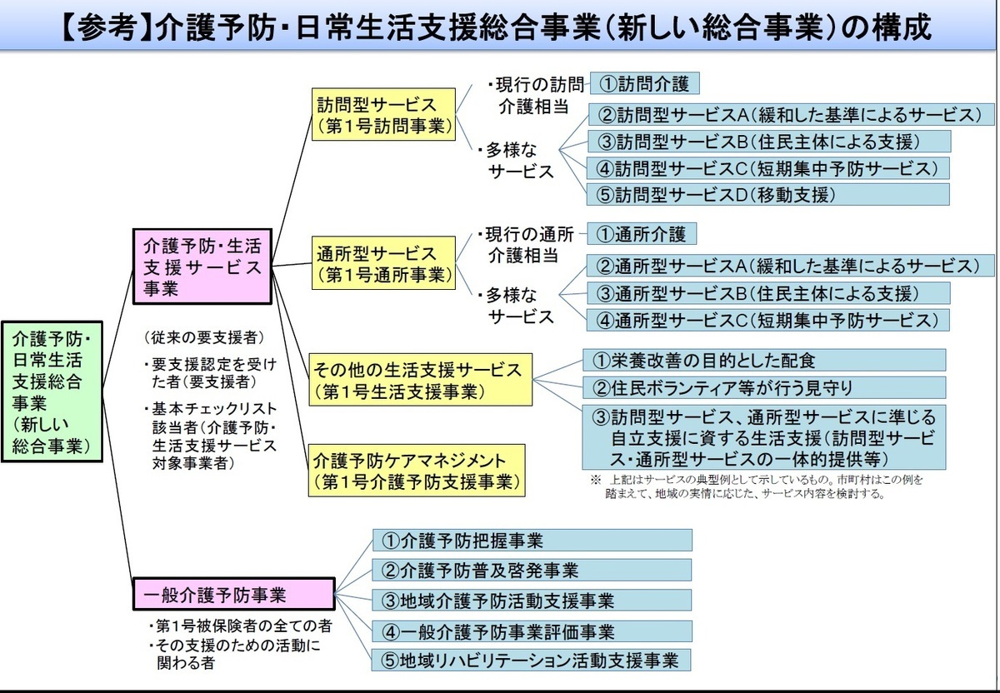 【参考】介護予防・日常生活支援総合事業(新しい総合事業)の構成
介護予防・
日常生活
支援総合
事業
(新しい
総合事業)
介護予防・生活
支援サービス
事業
(従来の要支援者)
・要支援認定を受け
た者(要支援者)
・基本チェックリスト
該当者(介護予防・
生活支援サービス
対象事業者)
訪問型サービス
(第1号訪問事業)
・現行の訪問
介護相当
①訪問介護
・多様な
サービス
②訪問型サービスA(緩和した基準によるサービス)
③訪問型サービスB(住民主体による支援)
④訪問型サービスC(短期集中予防サービス)
⑤訪問型サービスD(移動支援)
通所型サービス
(第1号通所事業)
・現行の通所
介護相当
①通所介護
・多様な
サービス
②通所型サービスA(緩和した基準によるサービス)
③通所型サービスB(住民主体による支援)
④通所型サービスC(短期集中予防サービス)
その他の生活支援サービス
(第1号生活支援事業)
①栄養改善の目的とした配食
②住民ボランティア等が行う見守り
③訪問型サービス、通所型サービスに準じる
自立支援に資する生活支援(訪問型サービ
ス・通所型サービスの一体的提供等)
※ 上記はサービスの典型例として示しているもの。市町村はこの例を
踏まえて、地域の実情に応じた、サービス内容を検討する。
介護予防ケアマネジメント
(第1号介護予防支援事業)
一般介護予防事業
・第1号被保険者の全ての者
・その支援のための活動に
関わる者
①介護予防把握事業
②介護予防普及啓発事業
③地域介護予防活動支援事業
④一般介護予防事業評価事業
⑤地域リハビリテーション活動支援事業